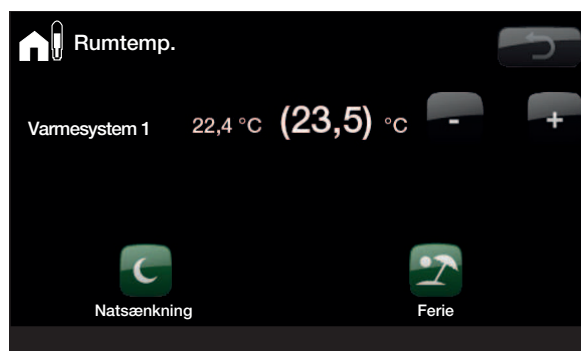 Rumtemp.
Varmesystem 1 22,4 °C (23,5) °C - +
Natsænkning Ferie